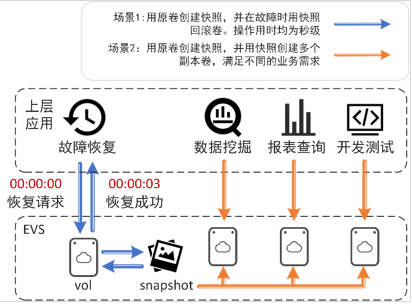 场景1:用原卷创建快照，并在故障时用快照
回滚卷。操作用时均为秒级
场景2：用原卷创建快照，并用快照创建多个
副本卷，满足不同的业务需求
上层
应用
故障恢复
数据挖掘
报表查询
开发测试
00:00:00
恢复请求
00:00:03
恢复成功
EVS
vol
snapshot